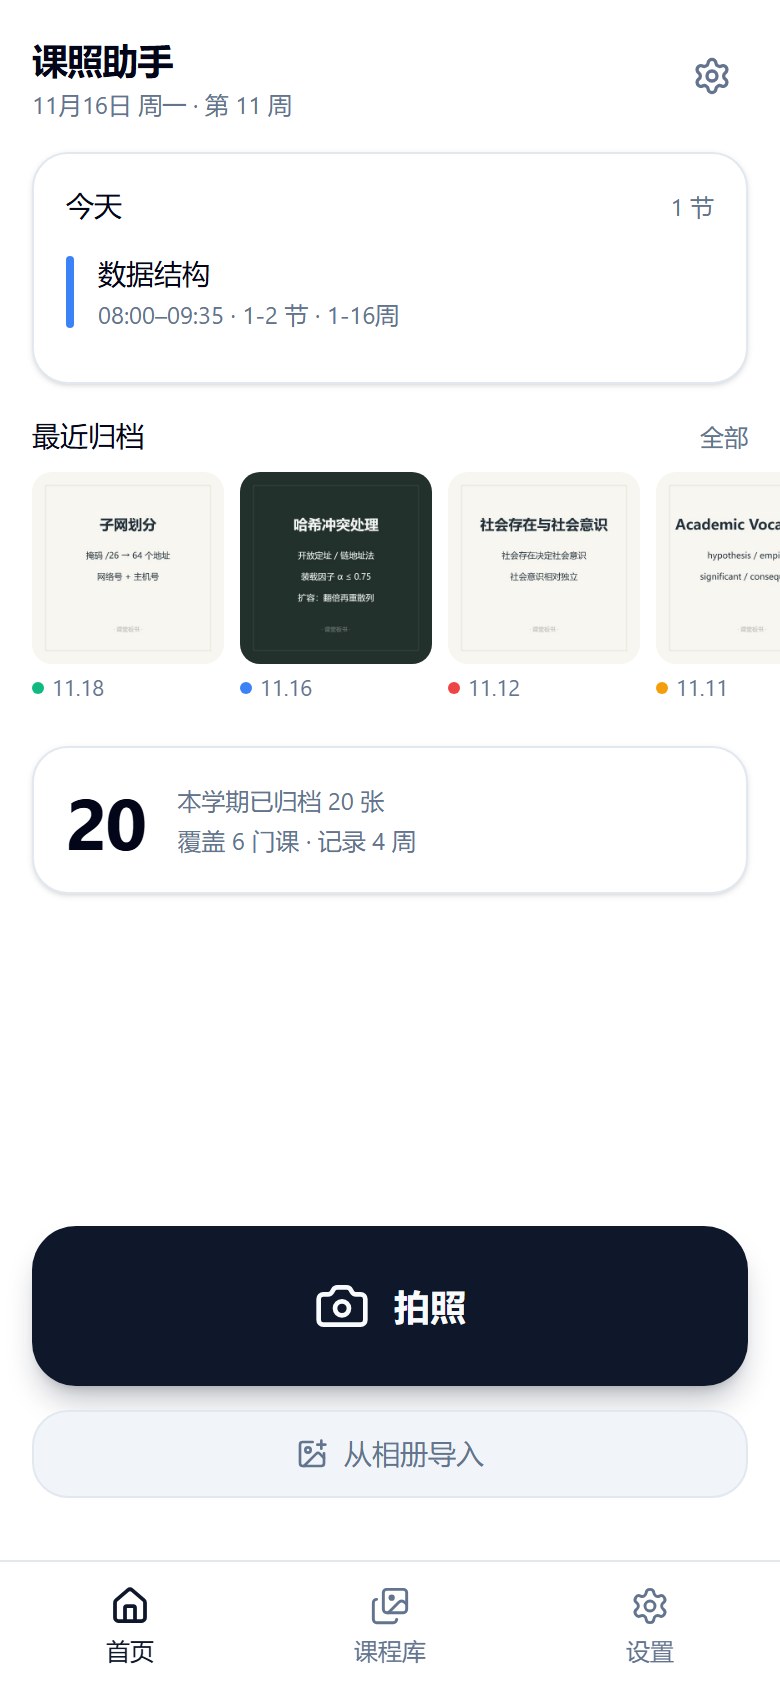 课照助手
11月16日 周一 · 第 11 周
今天
1 节
数据结构
08:00–09:35 · 1-2 节 · 1-16周
最近归档
全部
子网划分
掩码 /26 → 64 个地址
网络号 + 主机号
哈希冲突处理
开放定址 / 链地址法
装载因子 α ≤ 0.75
扩容：翻倍再重散列
社会存在与社会意识
社会存在决定社会意识
社会意识相对独立
Academic Voca
hypothesis / empi
significant / conseq
11.18
11.16
11.12
11.11
20
本学期已归档 20 张
覆盖 6 门课 · 记录 4 周
拍照
从相册导入
首页
课程库
设置